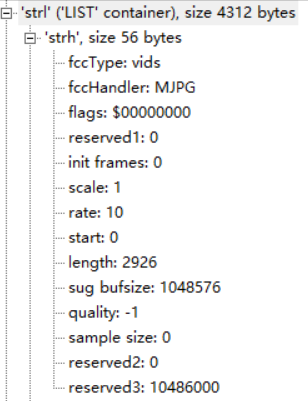 'strl' ('LIST' container), size 4312 bytes
'strh', size 56 bytes
fccType: vids
fccHandler: MJPG
flags: $00000000
reserved1: 0
init frames: 0
scale: 1
rate: 10
start: 0
length: 2926
sug bufsize: 1048576
quality: -1
sample size: 0
reserved2: 0
reserved3: 10486000